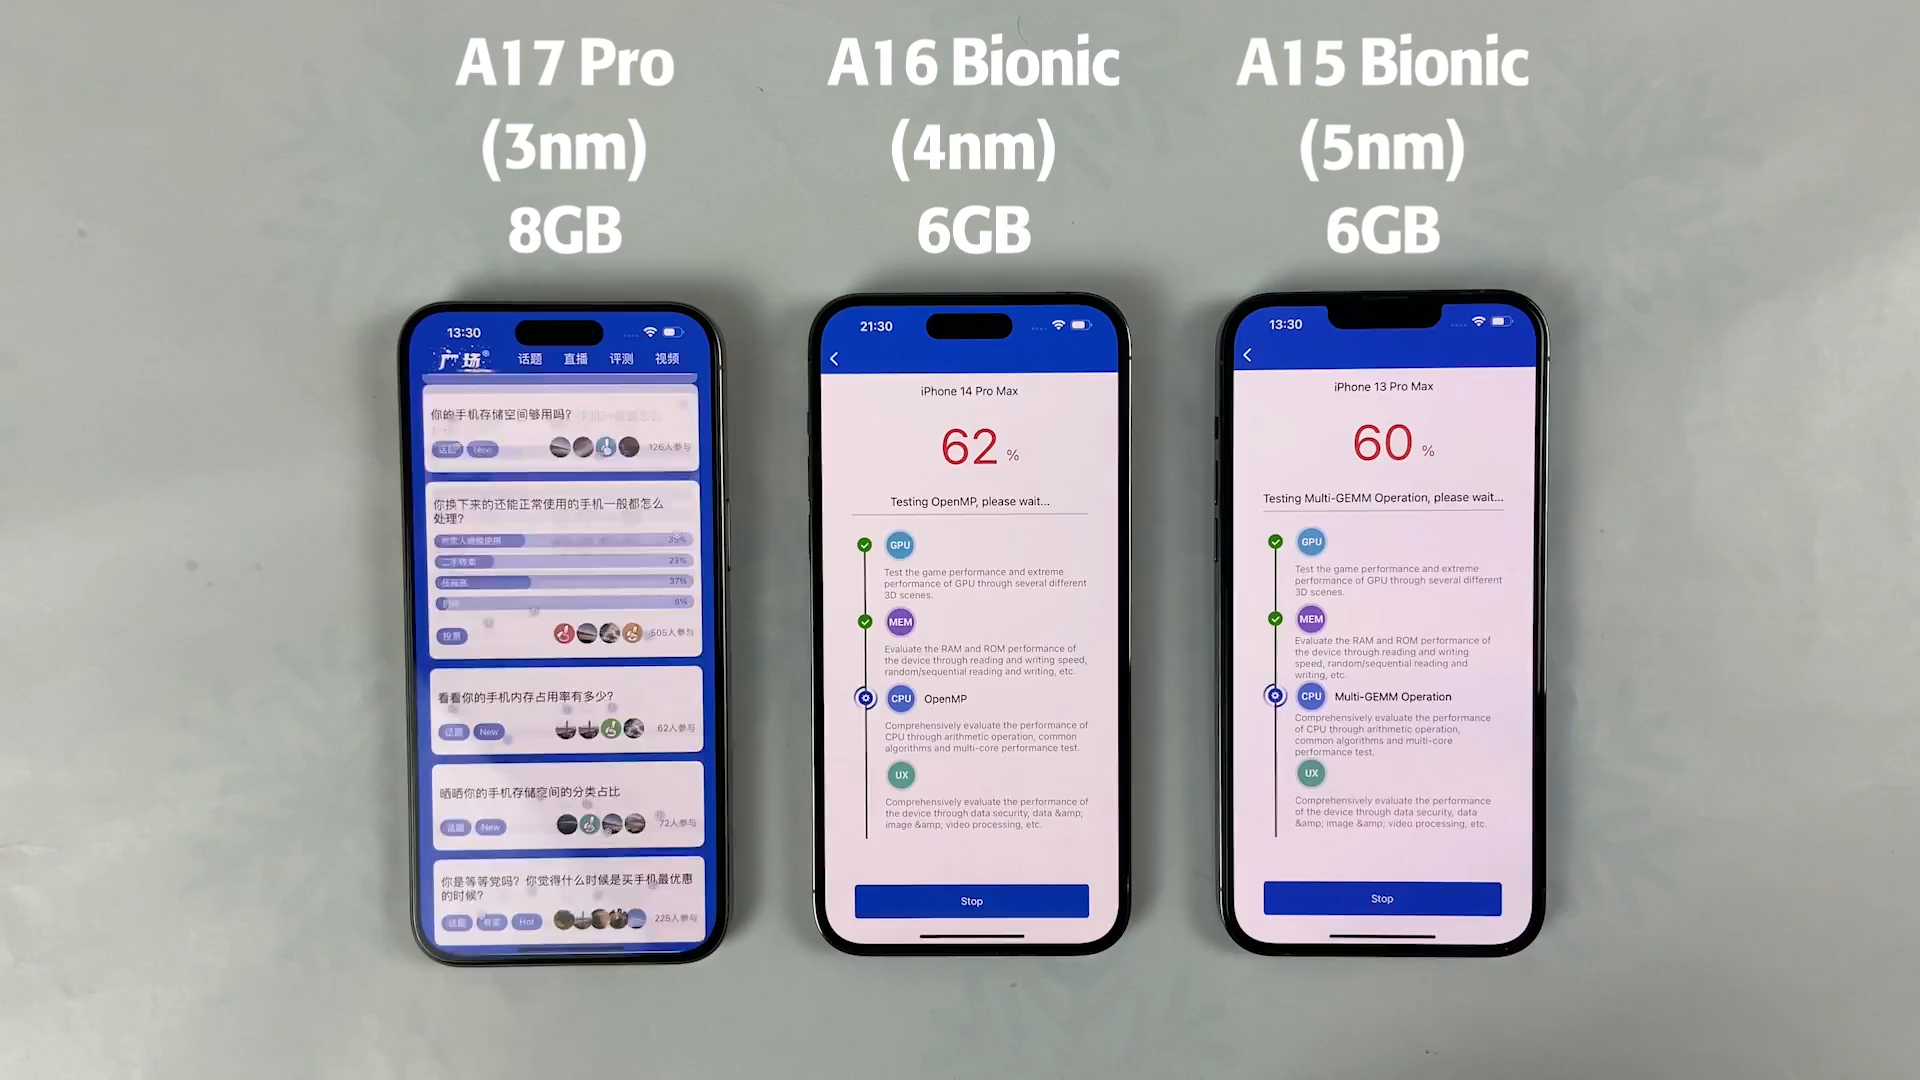 A17 Pro
(3nm)
8GB
A16 Bionic
(4nm)
6GB
A15 Bionic
(5nm)
6GB
13:30
广场 话题 直播 评测 视频
你的手机存储空间够用吗?
话题 New 126人参与
你换下来的还能正常使用的手机一般都怎么
处理?
35%
二手转卖 23%
37%
6%
投票 505人参与
看看你的手机内存占用率有多少?
话题 New 62人参与
晒晒你的手机存储空间的分类占比
话题 New 72人参与
你是等等党吗? 你觉得什么时候是买手机最优惠
的时候?
话题 有奖 Hot 225人参与
21:30
iPhone 14 Pro Max
62 %
Testing OpenMP, please wait...
GPU
Test the game performance and extreme
performance of GPU through several different
3D scenes.
MEM
Evaluate the RAM and ROM performance of
the device through reading and writing speed,
random/sequential reading and writing, etc.
CPU OpenMP
Comprehensively evaluate the performance of
CPU through arithmetic operation, common
algorithms and multi-core performance test.
UX
Comprehensively evaluate the performance of
the device through data security, data &amp;
image &amp; video processing, etc.
Stop
13:30
iPhone 13 Pro Max
60 %
Testing Multi-GEMM Operation, please wait...
GPU
Test the game performance and extreme
performance of GPU through several different
3D scenes.
MEM
Evaluate the RAM and ROM performance of
the device through reading and writing
speed, random/sequential reading and
writing, etc.
CPU Multi-GEMM Operation
Comprehensively evaluate the performance
of CPU through arithmetic operation,
common algorithms and multi-core
performance test.
UX
Comprehensively evaluate the performance
of the device through data security, data
&amp; image &amp; video processing, etc.
Stop